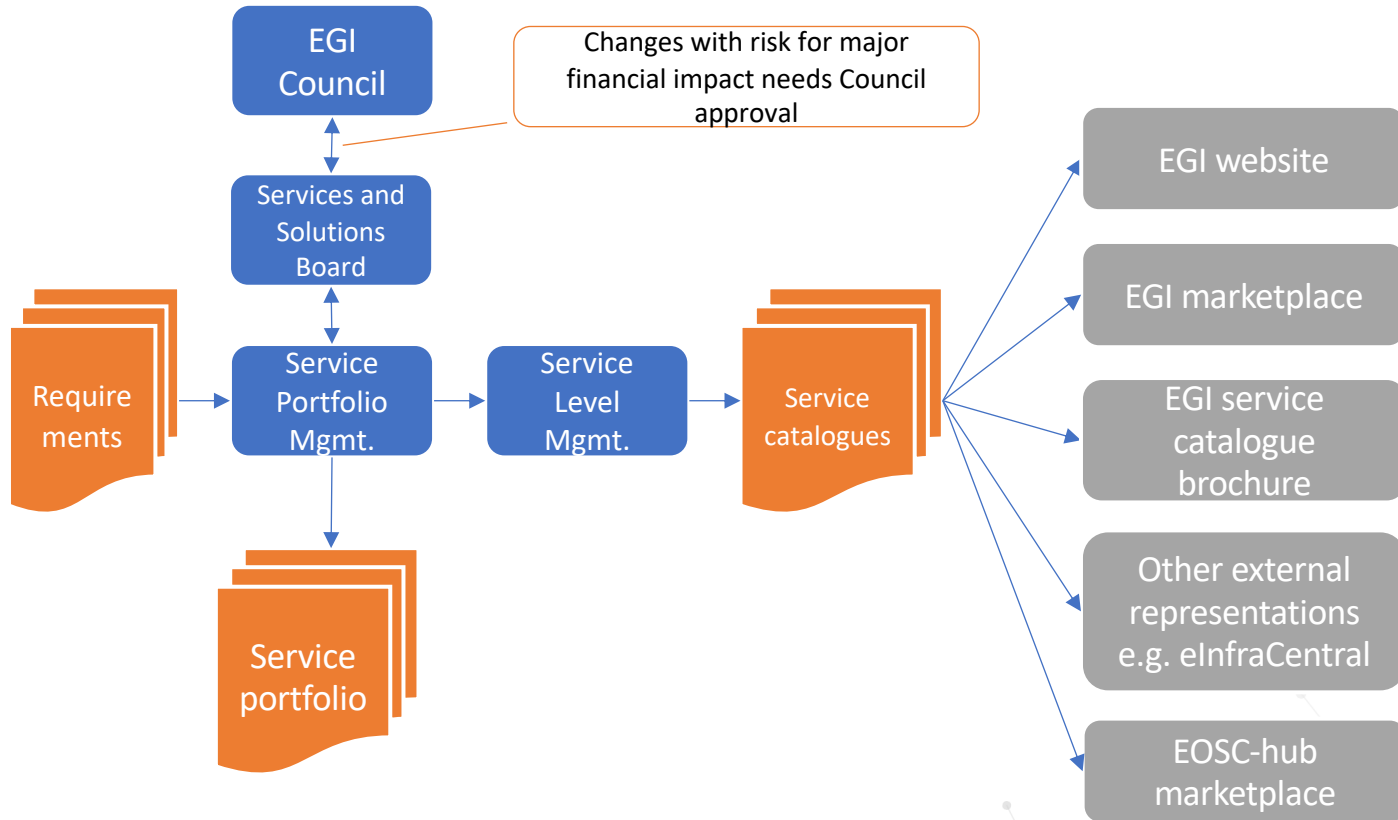 EGI
Council
Changes with risk for major
financial impact needs Council
approval
Services and
Solutions
Board
Require
ments
Service
Portfolio
Mgmt.
Service
Level
Mgmt.
Service
catalogues
Service
portfolio
EGI website
EGI marketplace
EGI service
catalogue
brochure
Other external
representations
e.g. eInfraCentral
EOSC-hub
marketplace